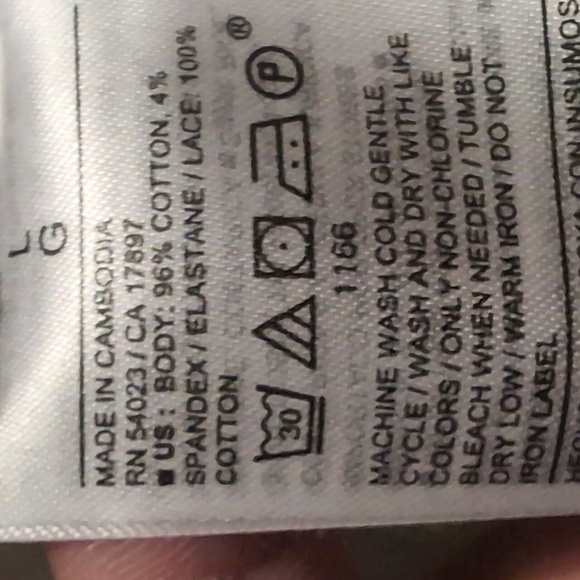 L
G
MADE IN CAMBODIA
RN 54023 / CA 17897
■ US : BODY: 96% COTTON, 4%
SPANDEX / ELASTANE / LACE: 100%
COTTON
30 P ®
1166
MACHINE WASH COLD GENTLE
CYCLE / WASH AND DRY WITH LIKE
COLORS / ONLY NON-CHLORINE
BLEACH WHEN NEEDED / TUMBLE
DRY LOW / WARM IRON / DO NOT
IRON LABEL